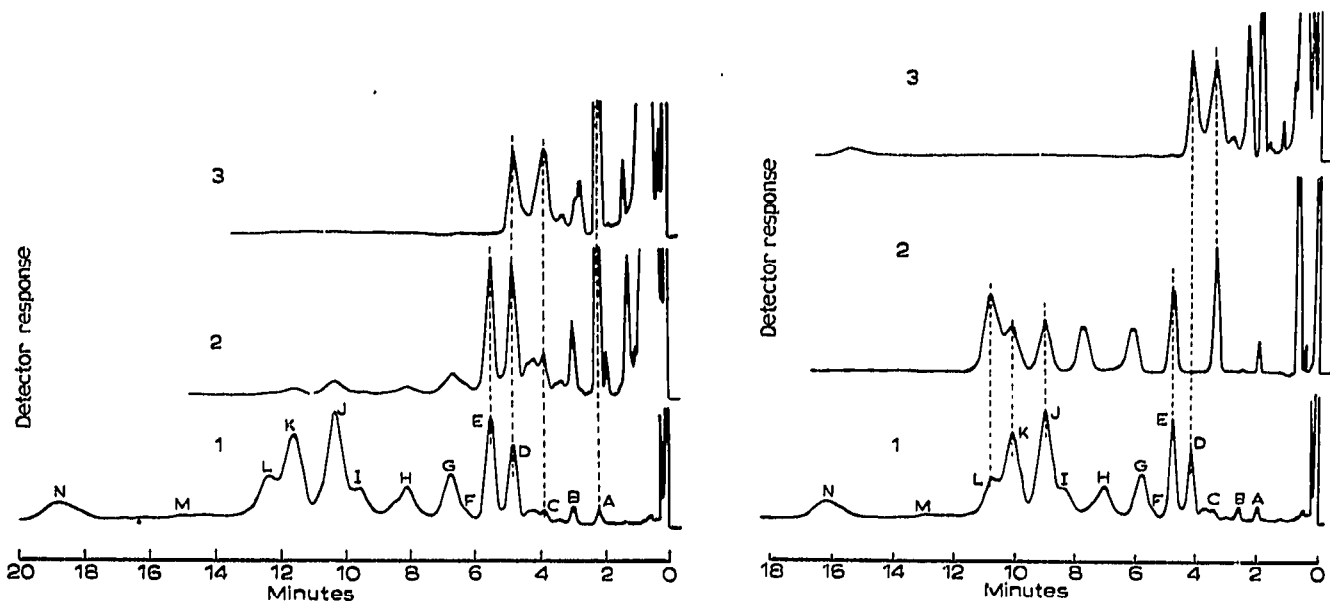 3
2
1
Detector response
N
M
L
K
J
I
H
G
F
E
D
C
B
A
20 18 16 14 12 10 8 6 4 2 0
Minutes
3
2
1
Detector response
N
M
L
K
J
I
H
G
F
E
D
C
B
A
18 16 14 12 10 8 6 4 2 0
Minutes